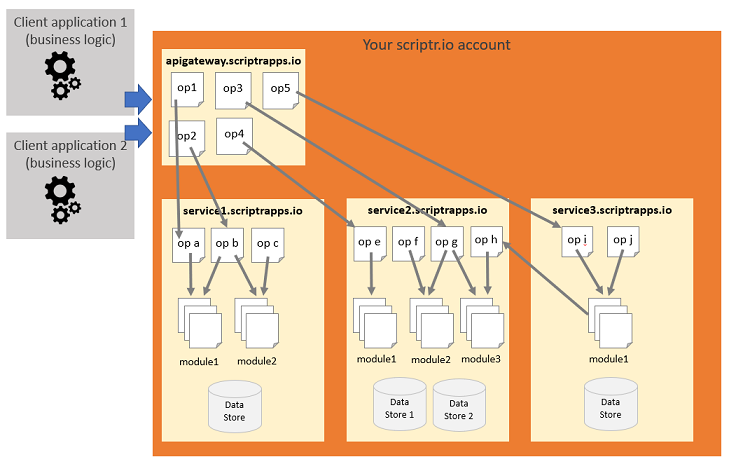 Client application 1
(business logic)
Client application 2
(business logic)
Your scriptr.io account
apigateway.scriptrapps.io
op1
op3
op5
op2
op4
service1.scriptrapps.io
op a
op b
op c
module1
module2
Data
Store
service2.scriptrapps.io
op e
op f
op g
op h
module1
module2
module3
Data
Store 1
Data
Store 2
service3.scriptrapps.io
op i
op j
module1
Data
Store